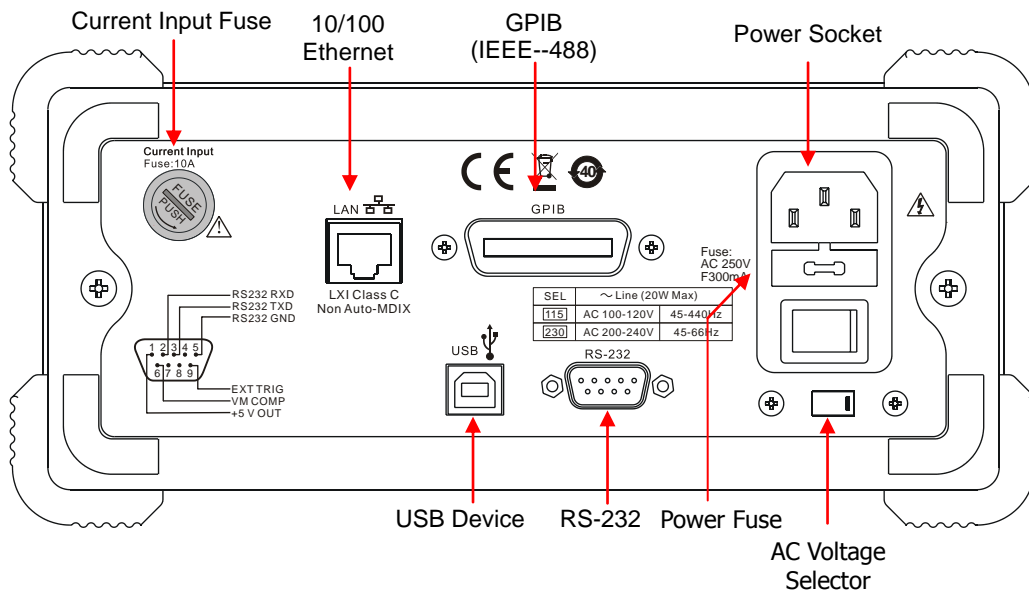 Current Input Fuse
10/100
Ethernet
GPIB
(IEEE--488)
Power Socket
Current Input
Fuse:10A
FUSE
PUSH
LAN
LXI Class C
Non Auto-MDIX
CE
40
GPIB
Fuse:
AC 250V
F300mA
SEL ～ Line (20W Max)
115 AC 100-120V 45-440Hz
230 AC 200-240V 45-66Hz
RS232 RXD
RS232 TXD
RS232 GND
1 2 3 4 5
6 7 8 9
EXT TRIG
VM COMP
+5 V OUT
USB
RS-232
USB Device
RS-232
Power Fuse
AC Voltage
Selector